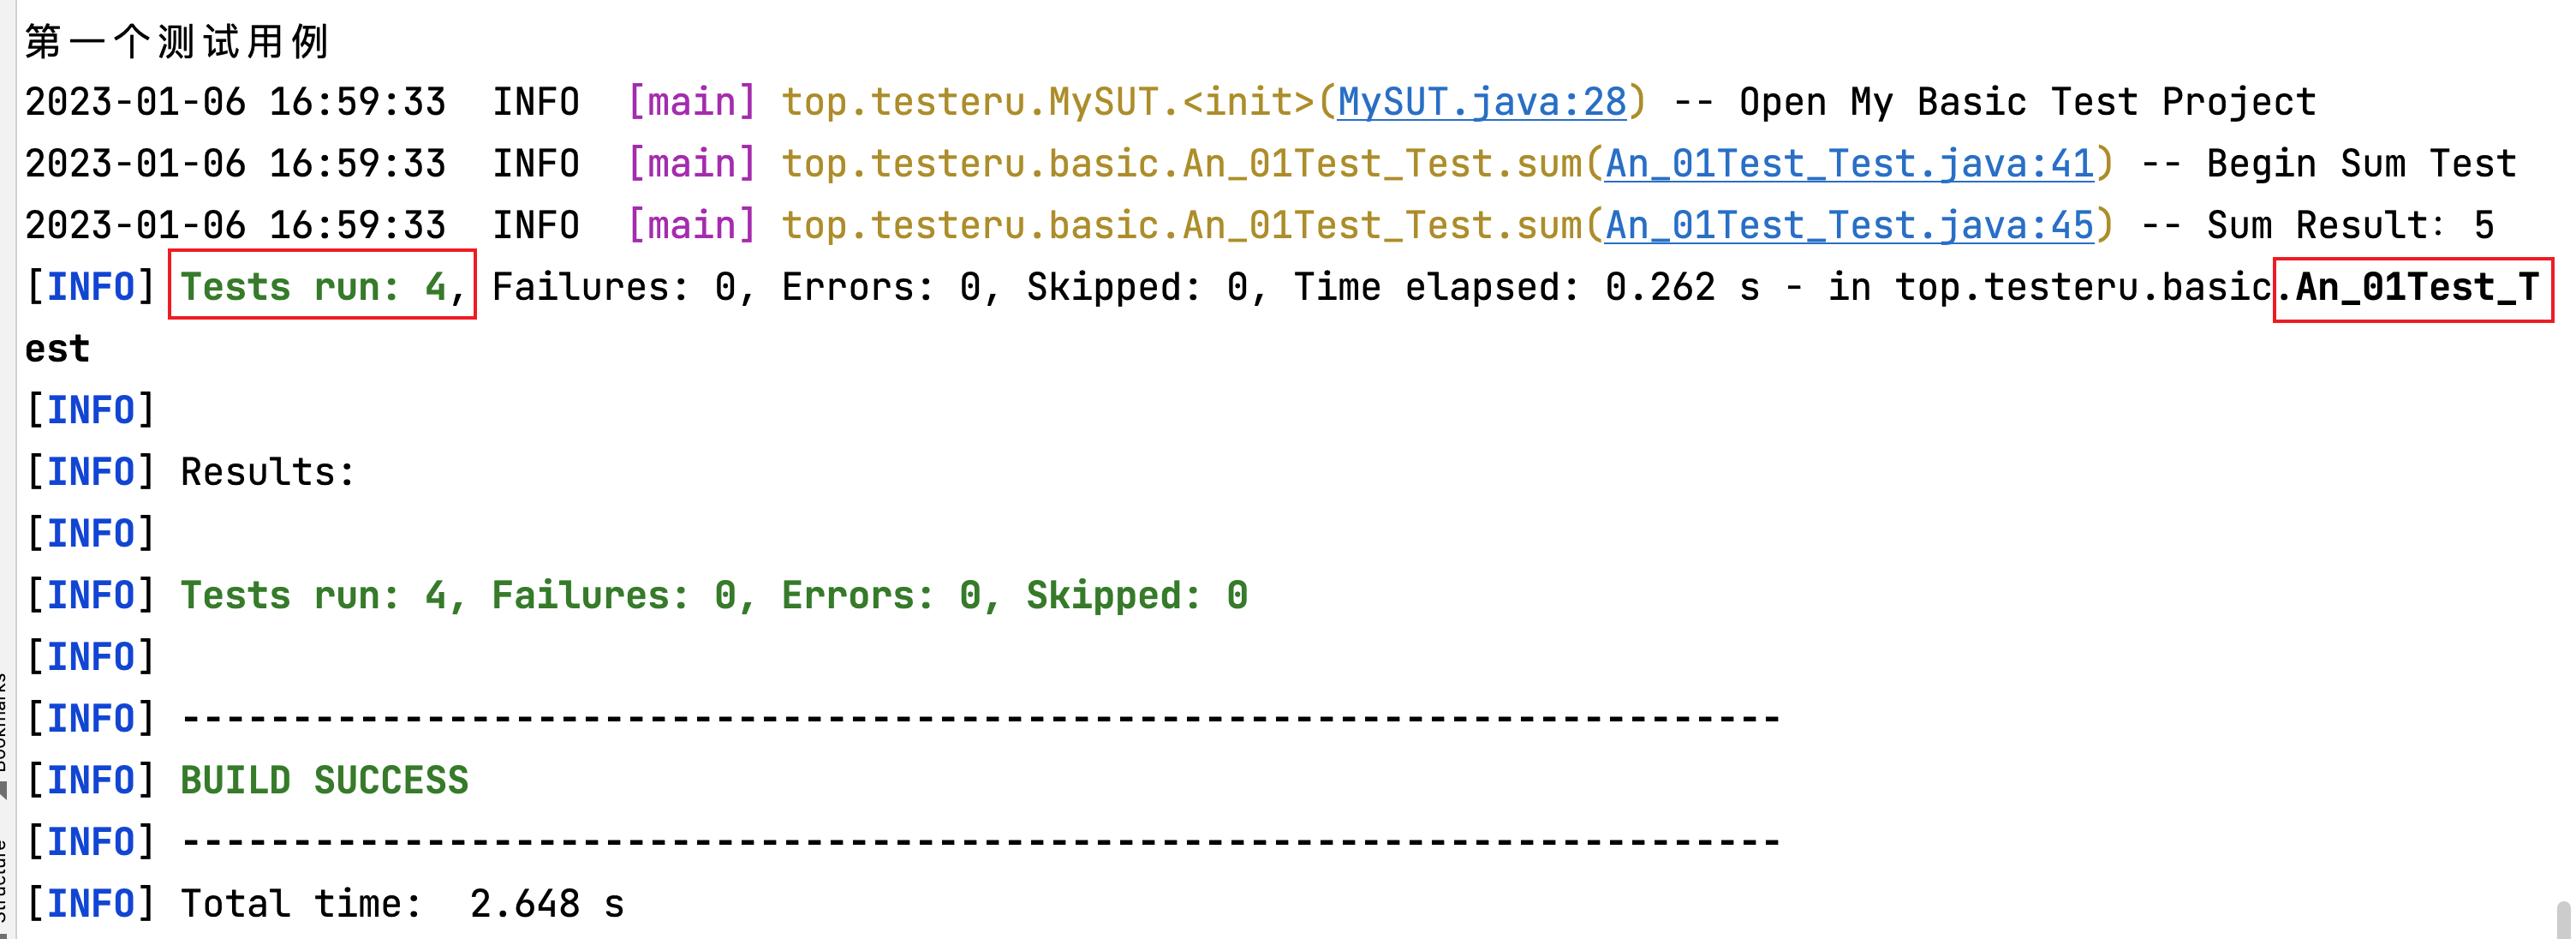 第一个测试用例
2023-01-06 16:59:33  INFO  [main] top.testeru.MySUT.<init>(MySUT.java:28) -- Open My Basic Test Project
2023-01-06 16:59:33  INFO  [main] top.testeru.basic.An_01Test_Test.sum(An_01Test_Test.java:41) -- Begin Sum Test
2023-01-06 16:59:33  INFO  [main] top.testeru.basic.An_01Test_Test.sum(An_01Test_Test.java:45) -- Sum Result: 5
[INFO] Tests run: 4, Failures: 0, Errors: 0, Skipped: 0, Time elapsed: 0.262 s - in top.testeru.basic.An_01Test_T
est
[INFO]
[INFO] Results:
[INFO]
[INFO] Tests run: 4, Failures: 0, Errors: 0, Skipped: 0
[INFO]
[INFO] ------------------------------------------------------------------------
[INFO] BUILD SUCCESS
[INFO] ------------------------------------------------------------------------
[INFO] Total time:  2.648 s
Bookmarks
Structure